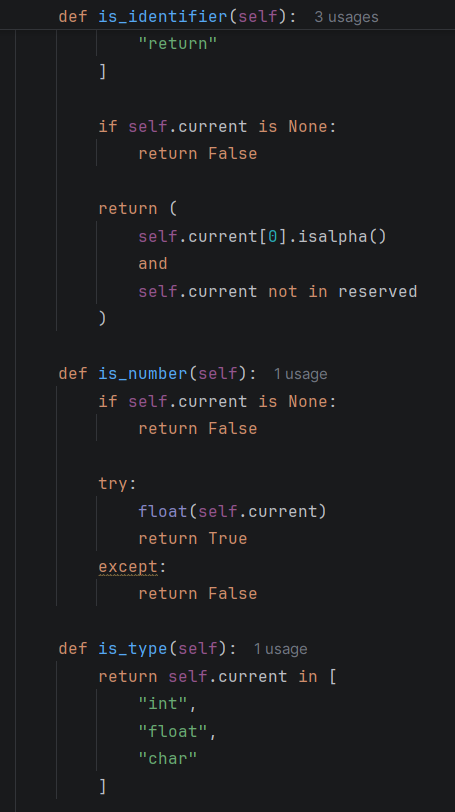 def is_identifier(self):  3 usages
        "return"
    ]

    if self.current is None:
        return False

    return (
        self.current[0].isalpha()
        and
        self.current not in reserved
    )

def is_number(self):  1 usage
    if self.current is None:
        return False

    try:
        float(self.current)
        return True
    except:
        return False

def is_type(self):  1 usage
    return self.current in [
        "int",
        "float",
        "char"
    ]